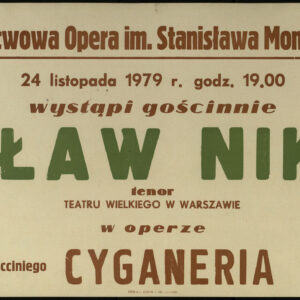 wowa Opera im. Stanisława Mon
24 listopada 1979 r. godz. 19.00
wystąpi gościnnie
ŁAW NIK
tenor
TEATRU WIELKIEGO W WARSZAWIE
w operze
cciniego CYGANERIA